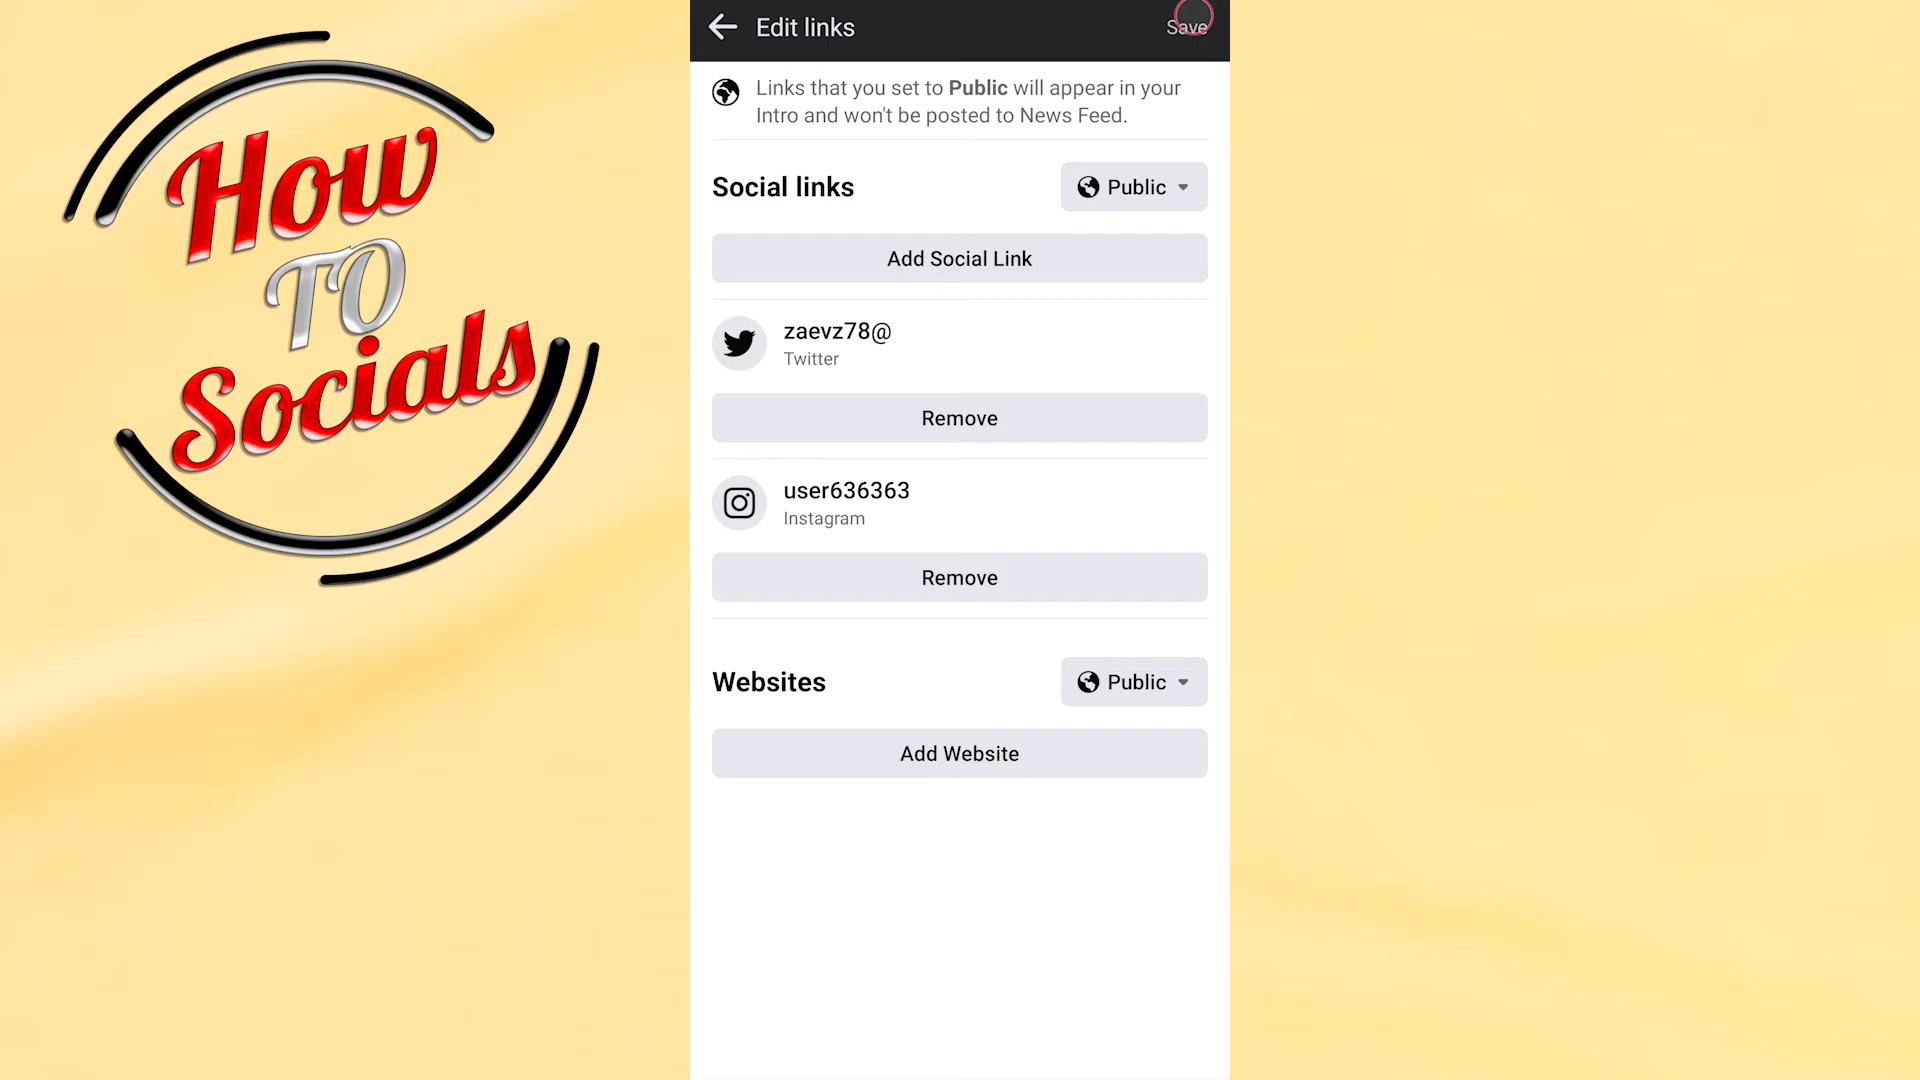 How
TO
Socials
Edit links
Save
Links that you set to Public will appear in your
Intro and won't be posted to News Feed.
Social links
Public
Add Social Link
zaevz78@
Twitter
Remove
user636363
Instagram
Remove
Websites
Public
Add Website